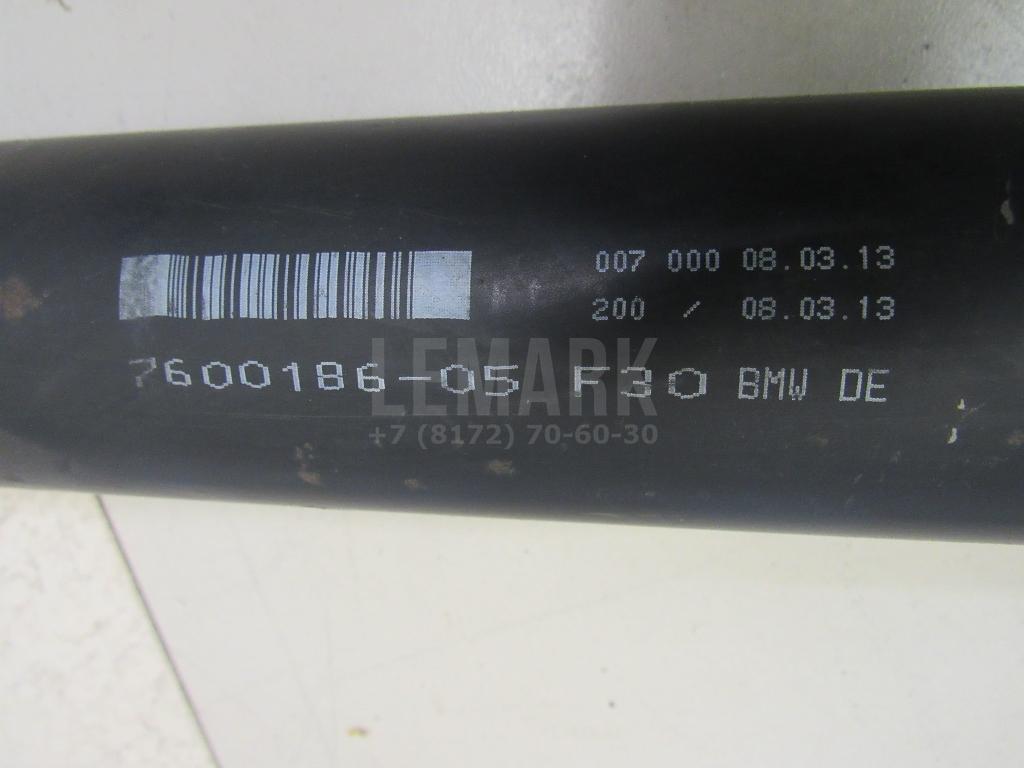 007 000 08.03.13
200 / 08.03.13
7600186-05 F30 BMW DE
LEMARK
+7 (8172) 70-60-30